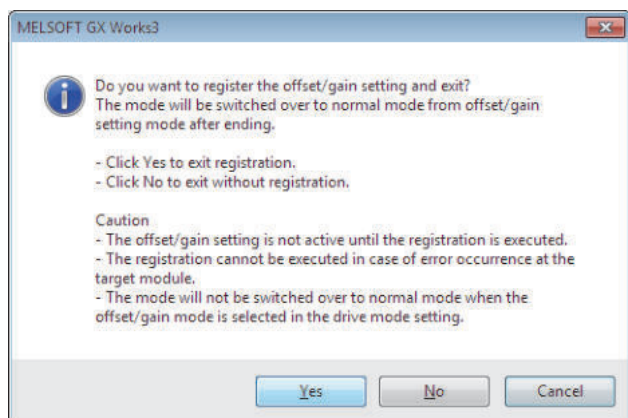 MELSOFT GX Works3
Do you want to register the offset/gain setting and exit?
The mode will be switched over to normal mode from offset/gain
setting mode after ending.
- Click Yes to exit registration.
- Click No to exit without registration.
Caution
- The offset/gain setting is not active until the registration is executed.
- The registration cannot be executed in case of error occurrence at the
target module.
- The mode will not be switched over to normal mode when the
offset/gain mode is selected in the drive mode setting.
Yes No Cancel